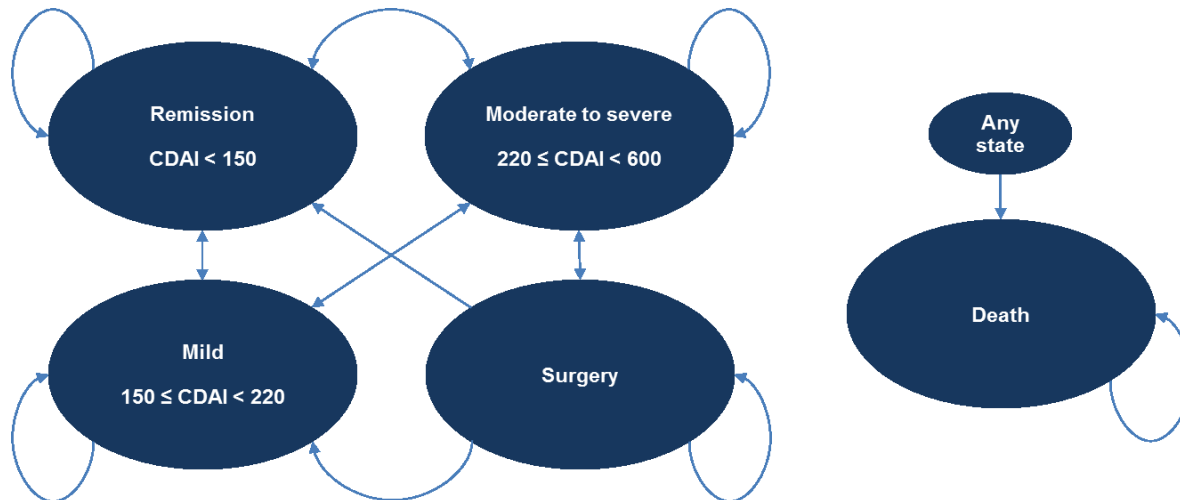 Remission
CDAI < 150
Moderate to severe
220 ≤ CDAI < 600
Any
state
Death
Mild
150 ≤ CDAI < 220
Surgery